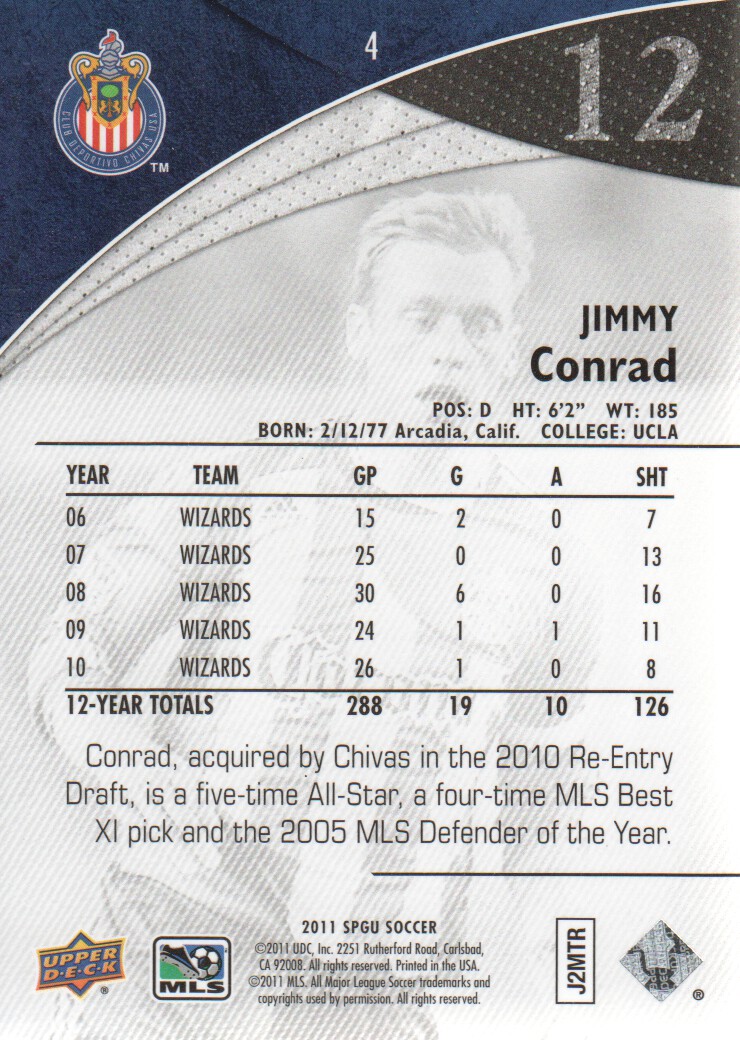 4
12
CLUB DEPORTIVO CHIVAS USA
TM
JIMMY
Conrad
POS: D HT: 6'2" WT: 185
BORN: 2/12/77 Arcadia, Calif. COLLEGE: UCLA
YEAR TEAM GP G A SHT
06 WIZARDS 15 2 0 7
07 WIZARDS 25 0 0 13
08 WIZARDS 30 6 0 16
09 WIZARDS 24 1 1 11
10 WIZARDS 26 1 0 8
12-YEAR TOTALS 288 19 10 126
Conrad, acquired by Chivas in the 2010 Re-Entry
Draft, is a five-time All-Star, a four-time MLS Best
XI pick and the 2005 MLS Defender of the Year.
2011 SPGU SOCCER
©2011 UDC, Inc. 2251 Rutherford Road, Carlsbad,
CA 92008. All rights reserved. Printed in the USA.
©2011 MLS. All Major League Soccer trademarks and
copyrights used by permission. All rights reserved.
UPPER
D·E·C·K
®
MLS
J2MTR
®